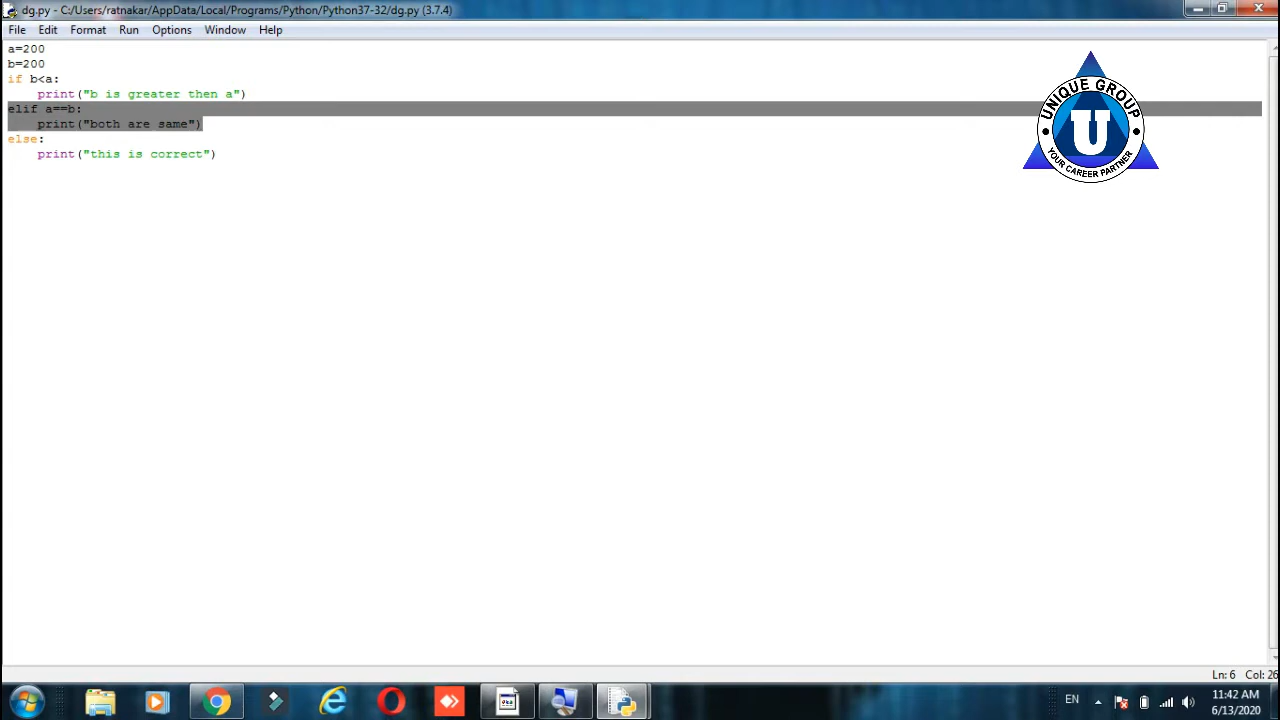 dg.py - C:/Users/ratnakar/AppData/Local/Programs/Python/Python37-32/dg.py (3.7.4)
File Edit Format Run Options Window Help
a=200
b=200
if b<a:
    print("b is greater then a")
elif a==b:
    print("both are same")
else:
    print("this is correct")
UNIQUE GROUP
U
YOUR CAREER PARTNER
Ln: 6 Col: 26
EN
11:42 AM
6/13/2020